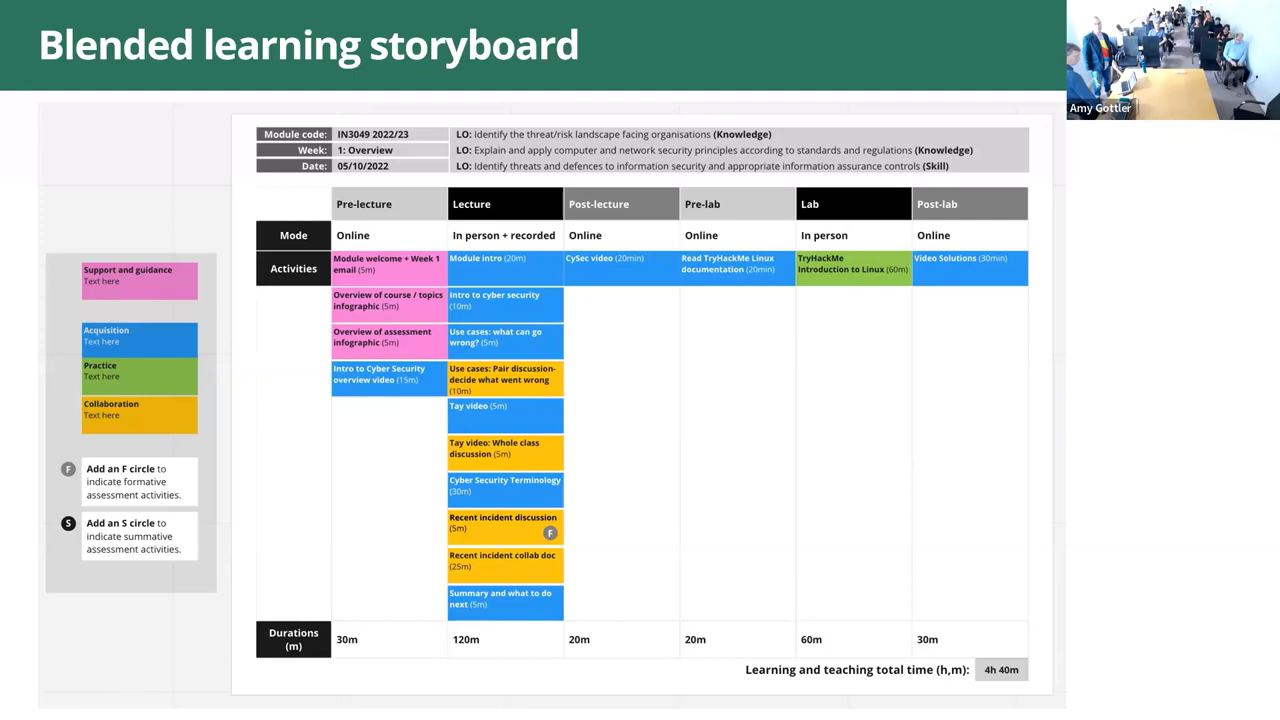 Blended learning storyboard
Amy Gottler
Module code: IN3049 2022/23 LO: Identify the threat/risk landscape facing organisations (Knowledge)
Week: 1: Overview LO: Explain and apply computer and network security principles according to standards and regulations (Knowledge)
Date: 05/10/2022 LO: Identify threats and defences to information security and appropriate information assurance controls (Skill)
Pre-lecture Lecture Post-lecture Pre-lab Lab Post-lab
Mode Online In person + recorded Online Online In person Online
Activities
Module welcome + Week 1
email (5m)
Module intro (20m)
CySec video (20min)
Read TryHackMe Linux
documentation (20min)
TryHackMe
Introduction to Linux (60m)
Video Solutions (30min)
Overview of course / topics
infographic (5m)
Intro to cyber security
(10m)
Overview of assessment
infographic (5m)
Use cases: what can go
wrong? (5m)
Intro to Cyber Security
overview video (15m)
Use cases: Pair discussion-
decide what went wrong
(10m)
Tay video (5m)
Tay video: Whole class
discussion (5m)
Cyber Security Terminology
(30m)
Recent incident discussion
(5m)
F
Recent incident collab doc
(25m)
Summary and what to do
next (5m)
Durations
(m)
30m 120m 20m 20m 60m 30m
Learning and teaching total time (h,m): 4h 40m
Support and guidance
Text here
Acquisition
Text here
Practice
Text here
Collaboration
Text here
F
Add an F circle to
indicate formative
assessment activities.
S
Add an S circle to
indicate summative
assessment activities.